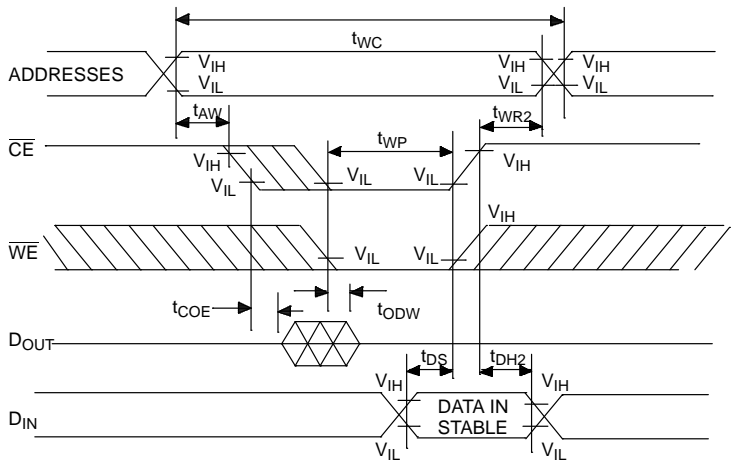 tWC
ADDRESSES
VIH
VIL
VIH
VIL
VIH
VIL
tAW
tWR2
CE
tWP
VIH
VIL
VIL
VIL
VIH
WE
VIH
VIL
VIL
tCOE
tODW
DOUT
tDS
tDH2
VIH
VIH
DIN
DATA IN
STABLE
VIL
VIL